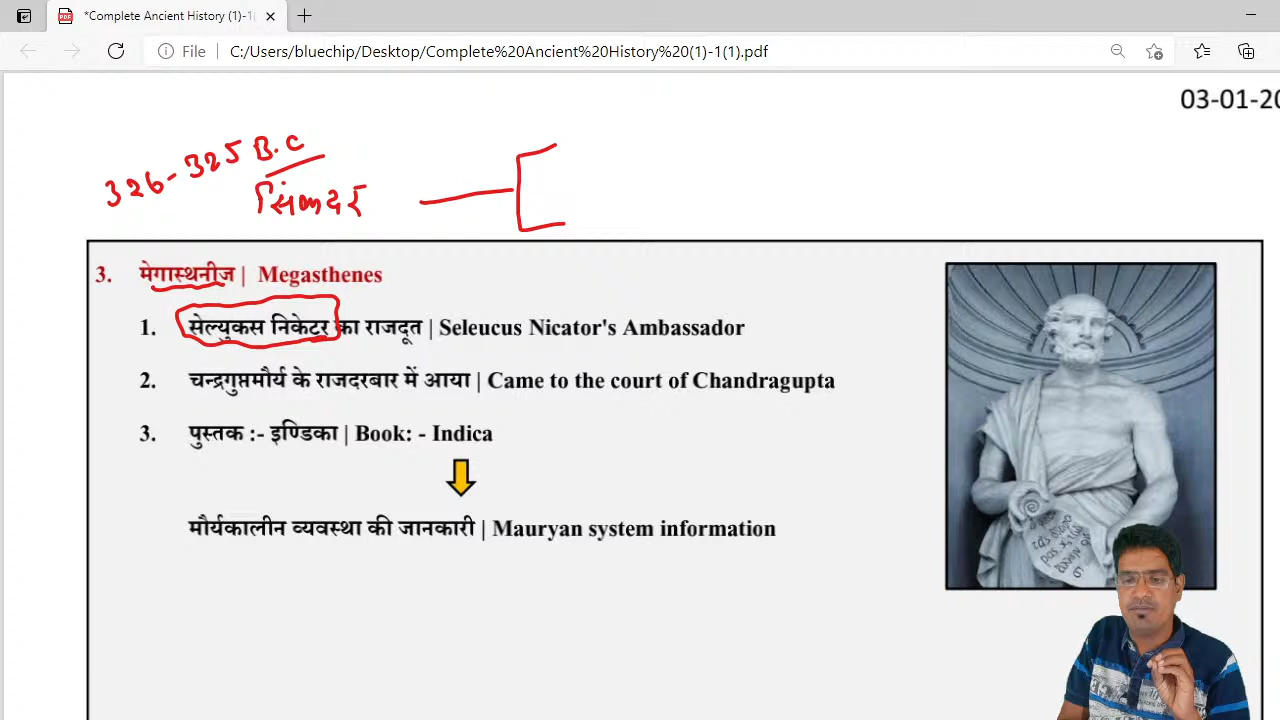 *Complete Ancient History (1)-1(
File C:/Users/bluechip/Desktop/Complete%20Ancient%20History%20(1)-1(1).pdf
03-01-20
326-325 B.C
सिकंदर
3. मेगास्थनीज | Megasthenes
1. सेल्युकस निकेटर का राजदूत | Seleucus Nicator's Ambassador
2. चन्द्रगुप्तमौर्य के राजदरबार में आया | Came to the court of Chandragupta
3. पुस्तक :- इण्डिका | Book: - Indica
मौर्यकालीन व्यवस्था की जानकारी | Mauryan system information